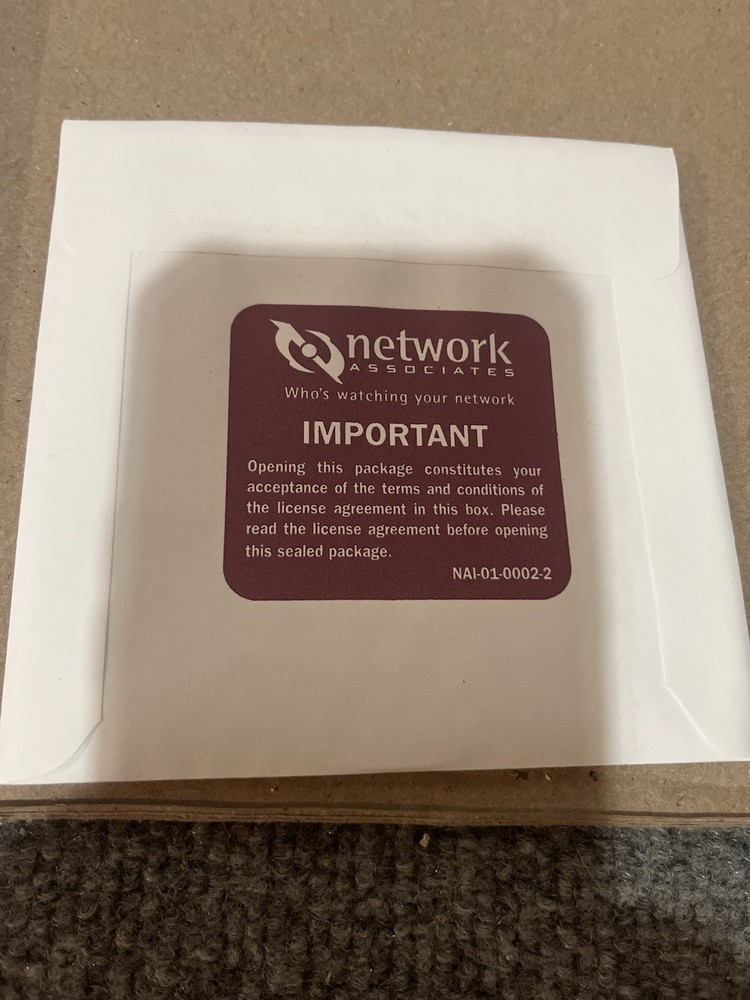 network
ASSOCIATES
Who's watching your network
IMPORTANT
Opening this package constitutes your
acceptance of the terms and conditions of
the license agreement in this box. Please
read the license agreement before opening
this sealed package.
NAI-01-0002-2